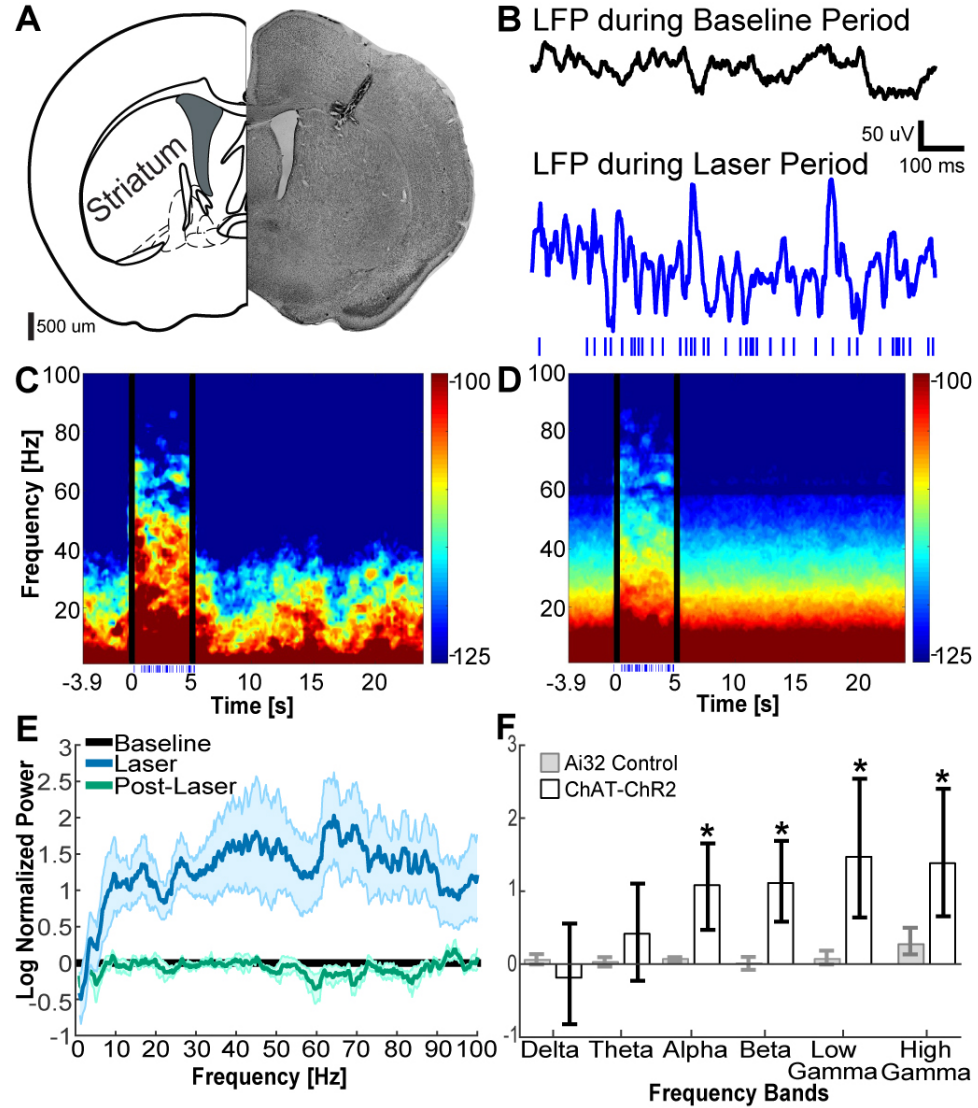 A
Striatum
500 um
B
LFP during Baseline Period
50 uV
100 ms
LFP during Laser Period
C
100
80
60
40
20
Frequency [Hz]
-3.9 0 5 10 15 20
Time [s]
-100
-125
D
100
80
60
40
20
-3.9 0 5 10 15 20
Time [s]
-100
-125
E
Baseline
Laser
Post-Laser
3
2.5
2
1.5
1
0.5
0
-0.5
-1
Log Normalized Power
0 10 20 30 40 50 60 70 80 90 100
Frequency [Hz]
F
Ai32 Control
ChAT-ChR2
3
2
1
0
-1
* * * *
Delta Theta Alpha Beta Low Gamma High Gamma
Frequency Bands